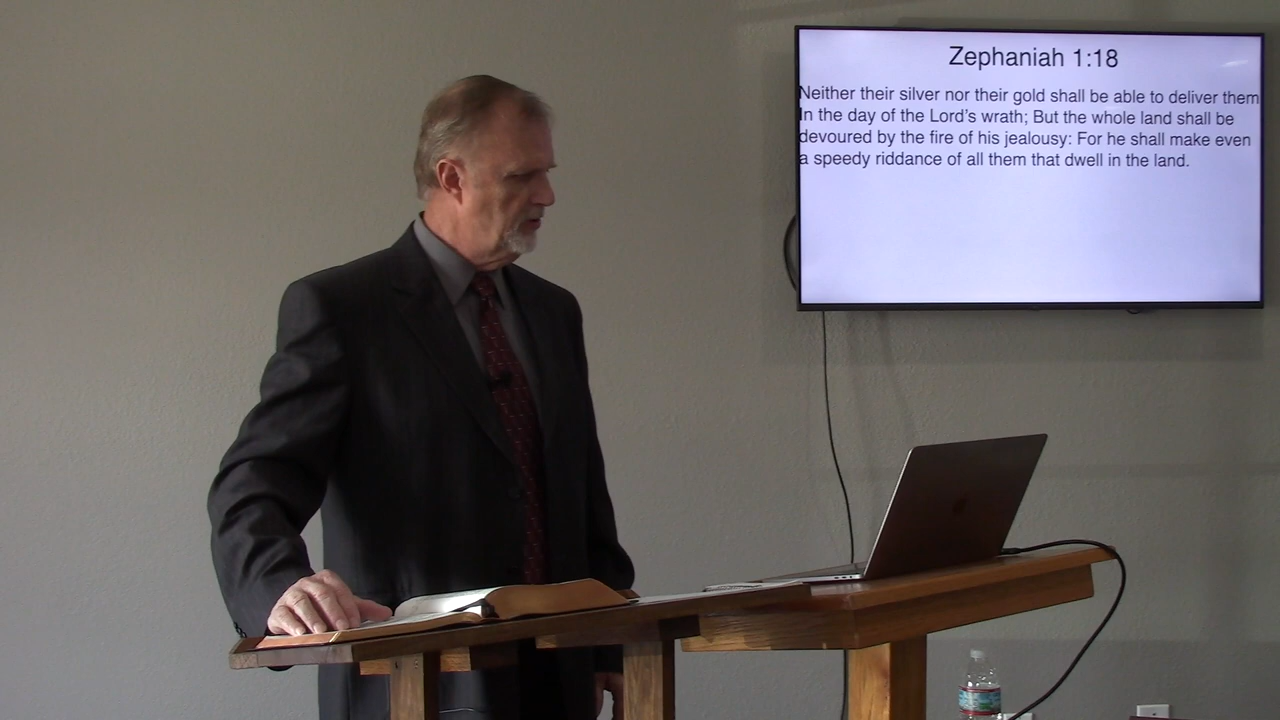 Zephaniah 1:18
Neither their silver nor their gold shall be able to deliver them
In the day of the Lord's wrath; But the whole land shall be
devoured by the fire of his jealousy: For he shall make even
a speedy riddance of all them that dwell in the land.